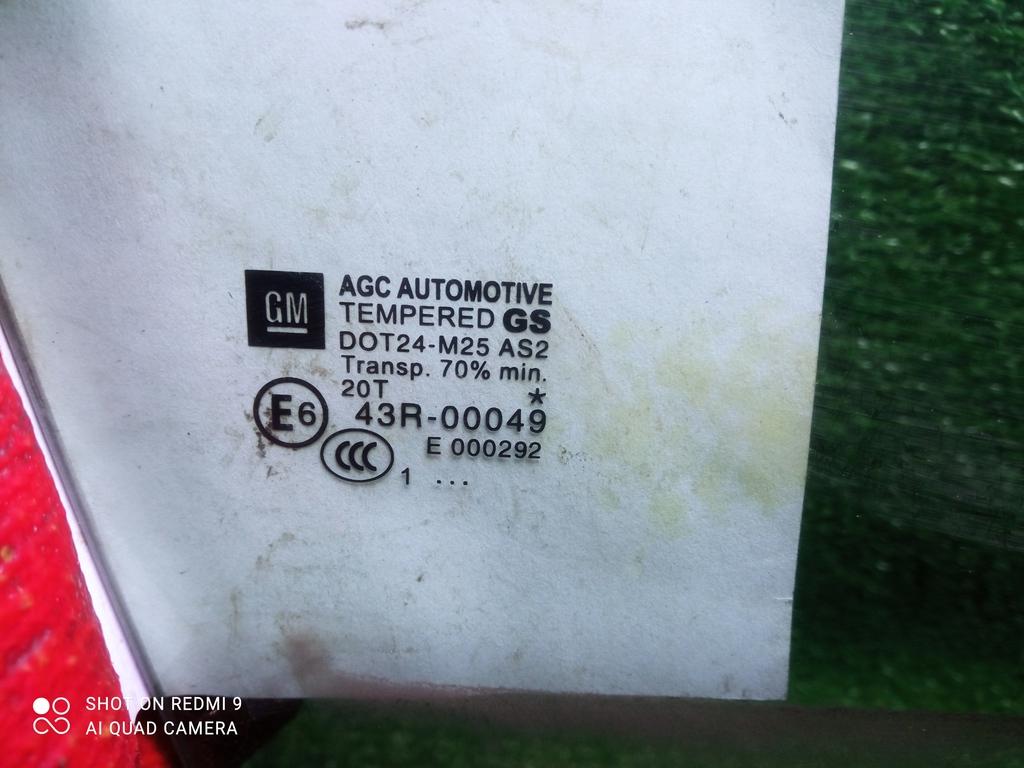 GM
AGC AUTOMOTIVE
TEMPERED GS
DOT24-M25 AS2
Transp. 70% min.
20T *
E6 43R-00049
CCC E 000292
1 ...
SHOT ON REDMI 9
AI QUAD CAMERA